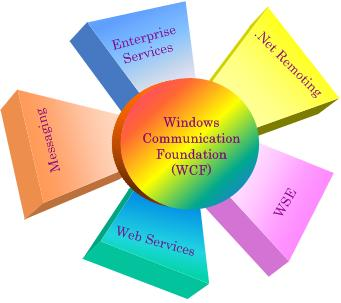 Enterprise
Services
.Net Remoting
Messaging
Windows
Communication
Foundation
(WCF)
WSE
Web Services